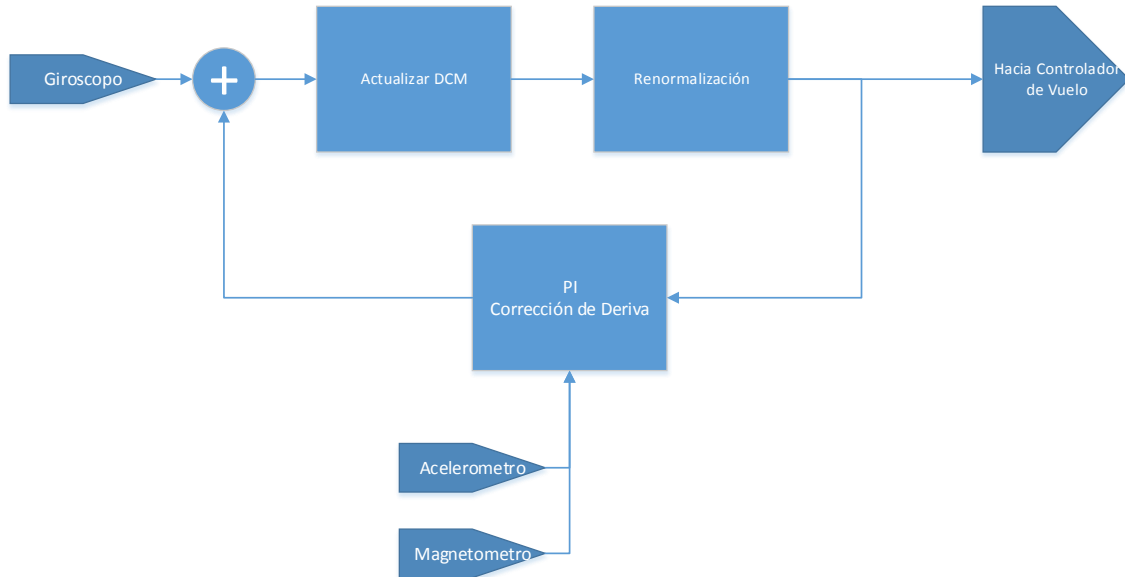 Giroscopo
Actualizar DCM
Renormalización
Hacia Controlador
de Vuelo
PI
Corrección de Deriva
Acelerometro
Magnetometro